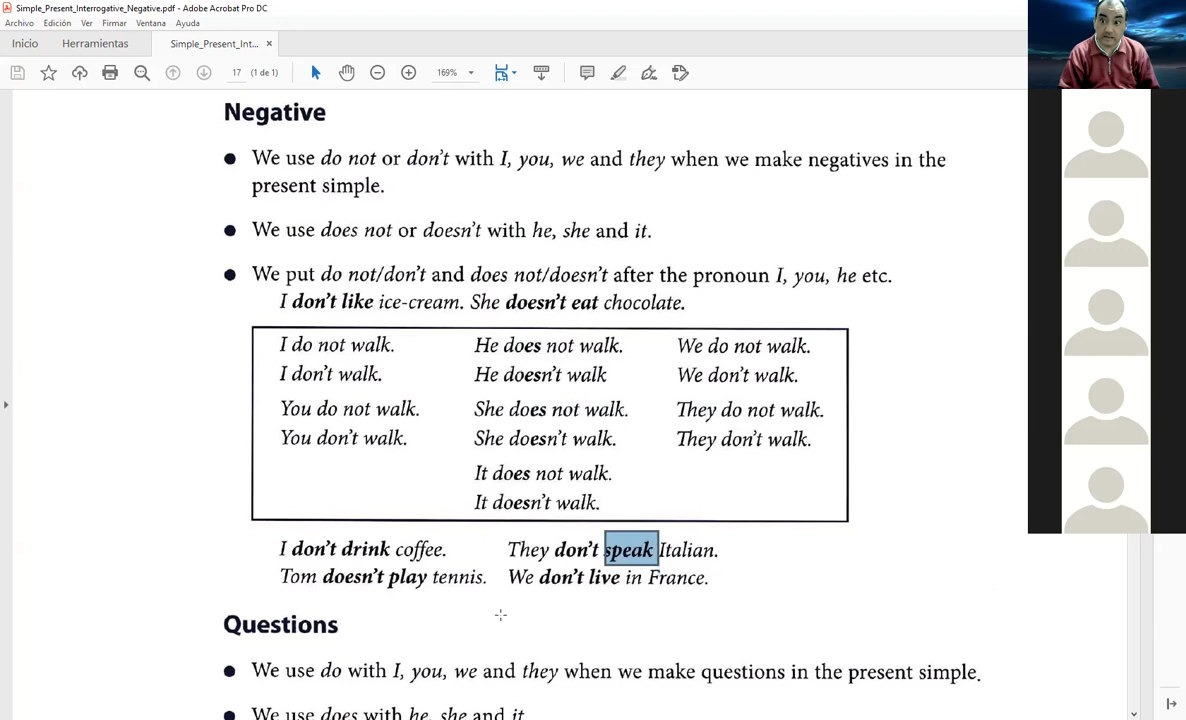 Simple_Present_Interrogative_Negative.pdf - Adobe Acrobat Pro DC
Archivo Edición Ver Firmar Ventana Ayuda
Inicio Herramientas Simple_Present_Int... ×
17 (1 de 1) 169%
Negative
We use do not or don't with I, you, we and they when we make negatives in the
present simple.
We use does not or doesn't with he, she and it.
We put do not/don't and does not/doesn't after the pronoun I, you, he etc.
I don't like ice-cream. She doesn't eat chocolate.
I do not walk. He does not walk. We do not walk.
I don't walk. He doesn't walk We don't walk.
You do not walk. She does not walk. They do not walk.
You don't walk. She doesn't walk. They don't walk.
It does not walk.
It doesn't walk.
I don't drink coffee. They don't speak Italian.
Tom doesn't play tennis. We don't live in France.
Questions
We use do with I, you, we and they when we make questions in the present simple.
We use does with he, she and it.